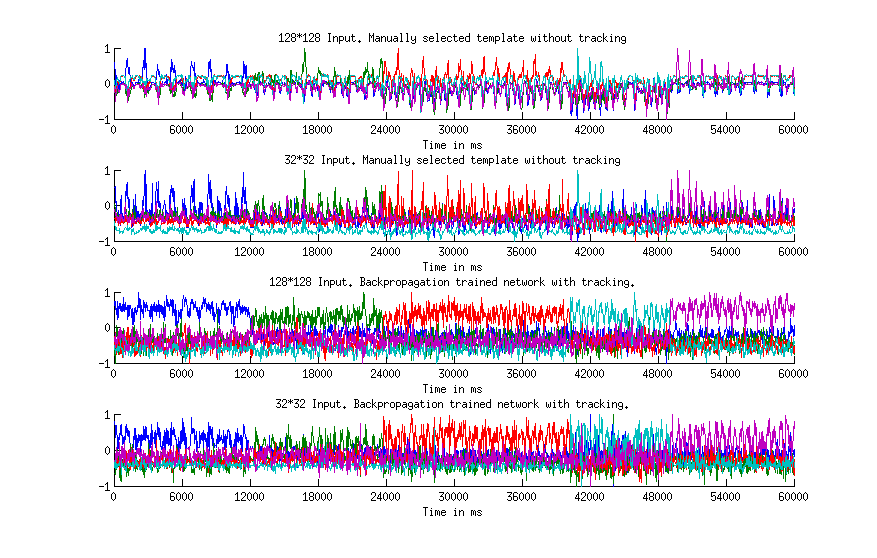 128*128 Input. Manually selected template without tracking
1
0
-1
0 6000 12000 18000 24000 30000 36000 42000 48000 54000 60000
Time in ms
32*32 Input. Manually selected template without tracking
1
0
-1
0 6000 12000 18000 24000 30000 36000 42000 48000 54000 60000
Time in ms
128*128 Input. Backpropagation trained network with tracking.
1
0
-1
0 6000 12000 18000 24000 30000 36000 42000 48000 54000 60000
Time in ms
32*32 Input. Backpropagation trained network with tracking.
1
0
-1
0 6000 12000 18000 24000 30000 36000 42000 48000 54000 60000
Time in ms